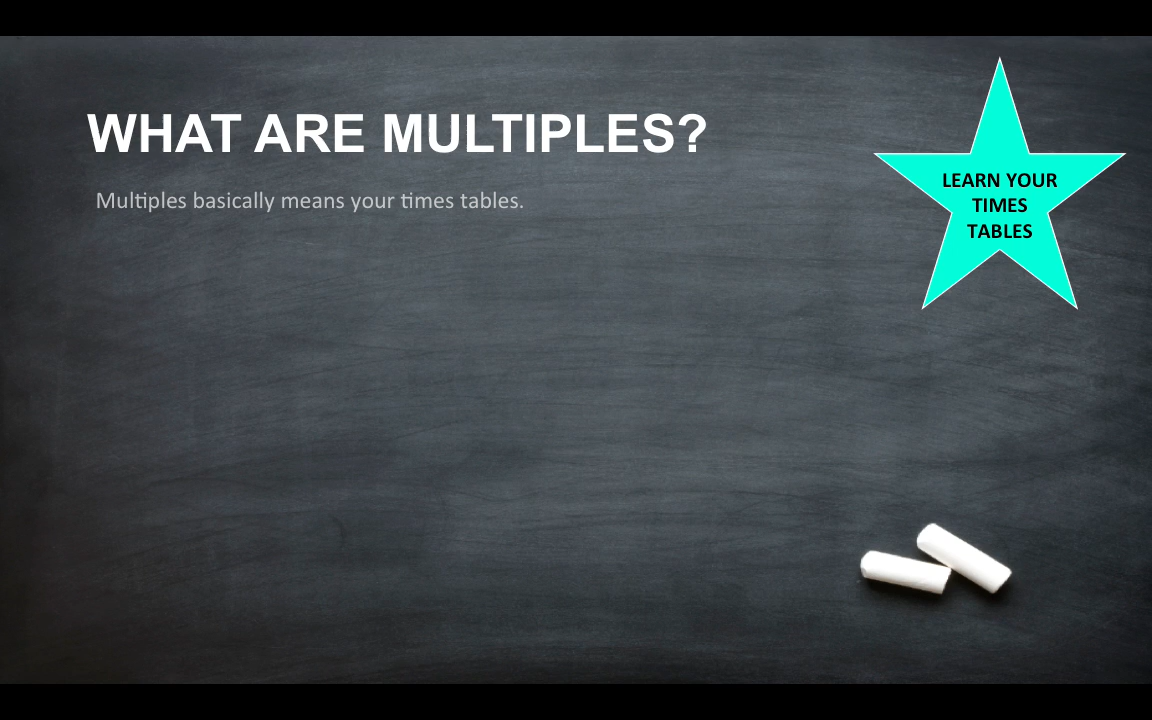 WHAT ARE MULTIPLES?
Multiples basically means your times tables.
LEARN YOUR
TIMES
TABLES